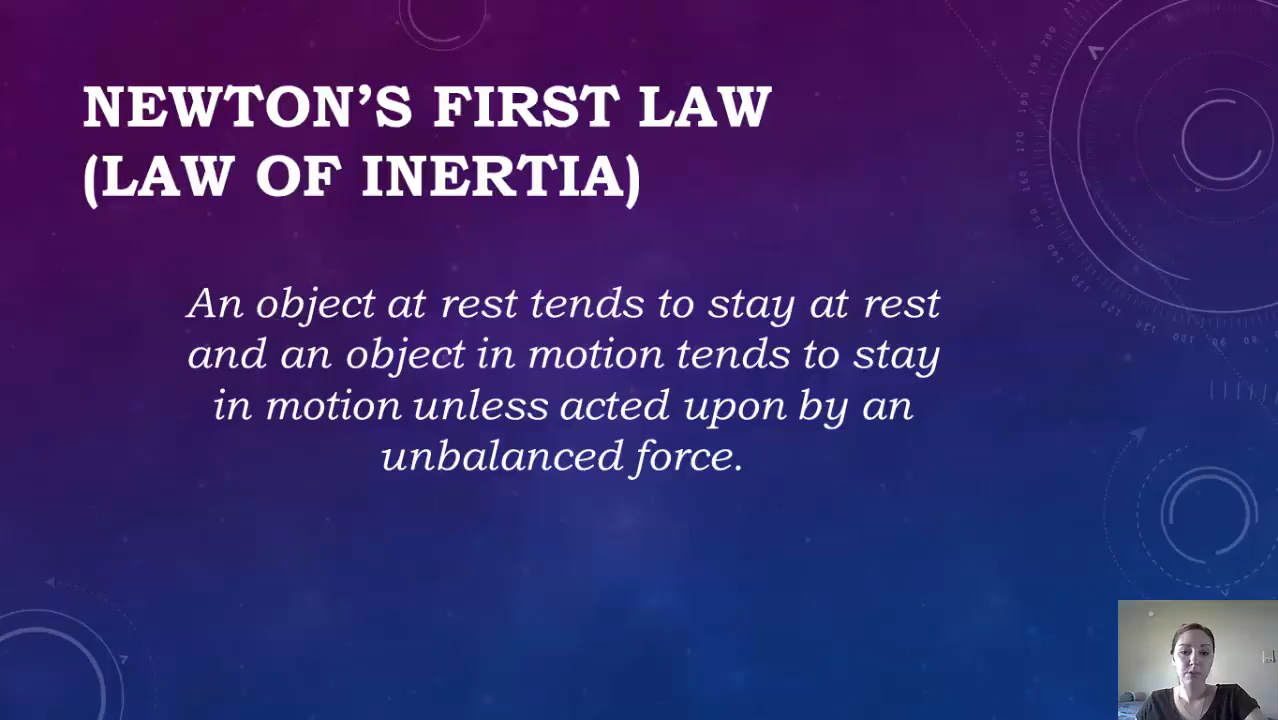 NEWTON'S FIRST LAW
(LAW OF INERTIA)
An object at rest tends to stay at rest
and an object in motion tends to stay
in motion unless acted upon by an
unbalanced force.